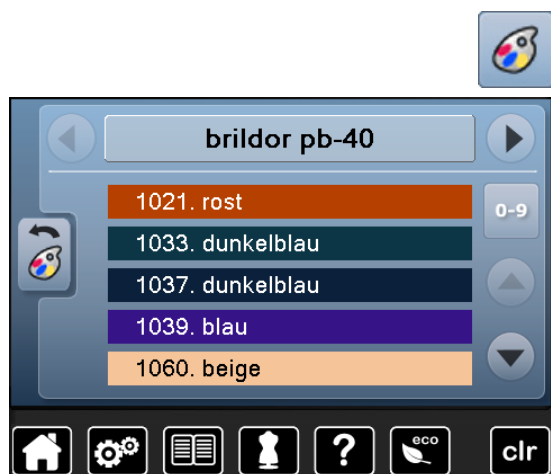 brildor pb-40
1021. rost
0-9
1033. dunkelblau
1037. dunkelblau
1039. blau
1060. beige
?
eco
clr